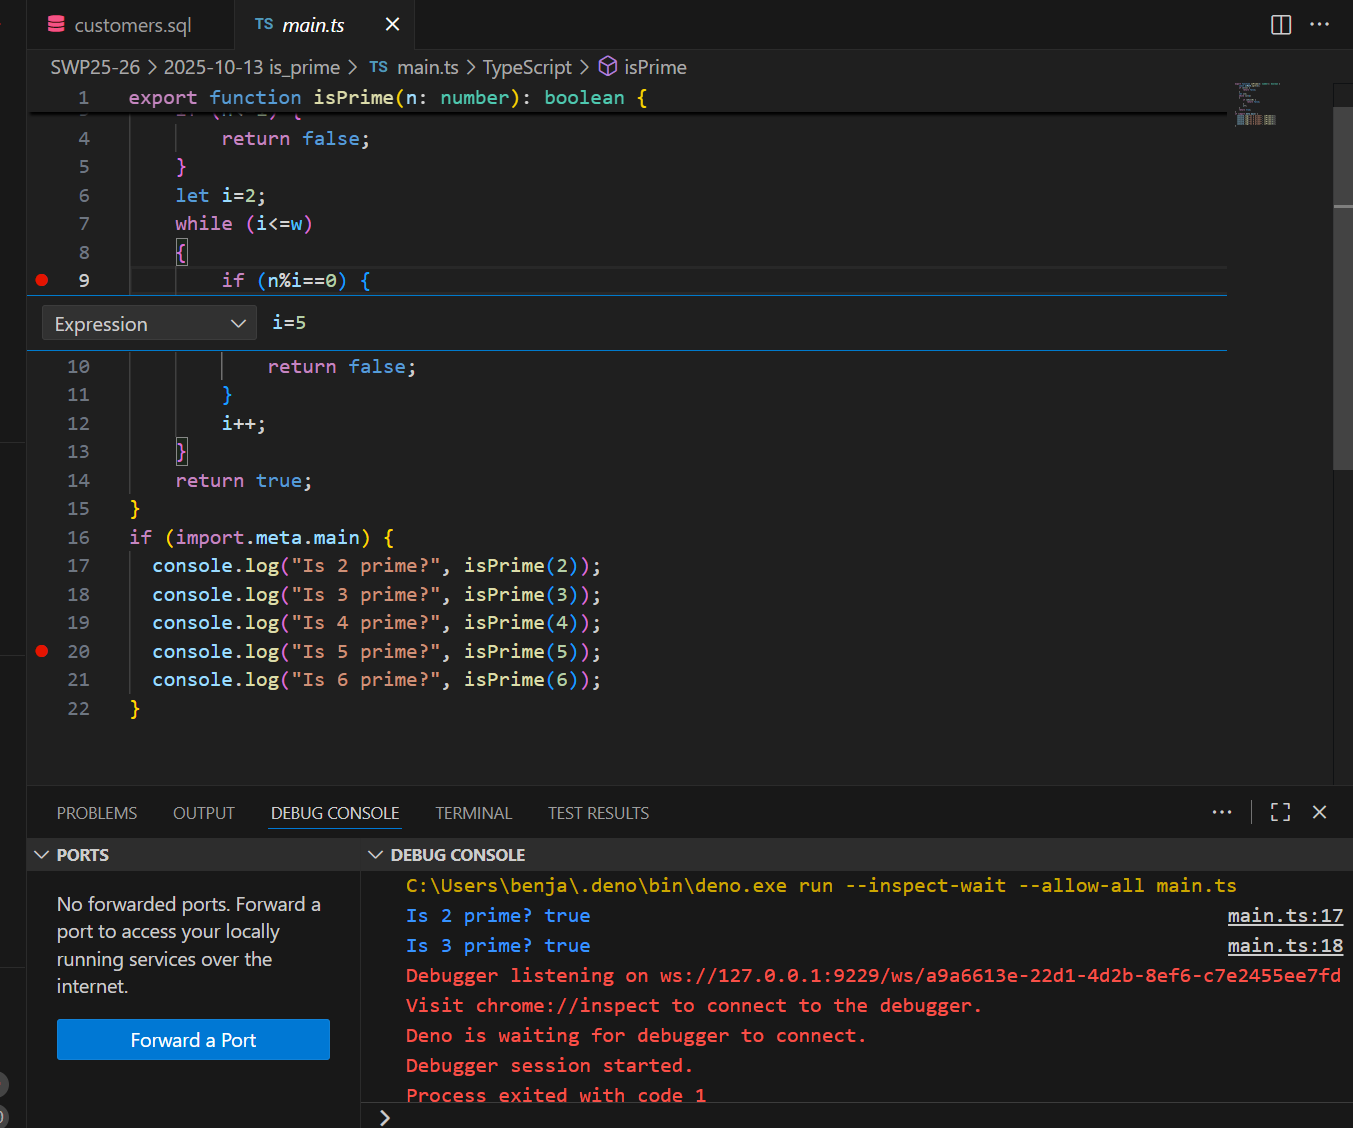 customers.sql
TS main.ts
SWP25-26 > 2025-10-13 is_prime > TS main.ts > TypeScript > isPrime
1 export function isPrime(n: number): boolean {
4 return false;
5 }
6 let i=2;
7 while (i<=w)
8 {
9 if (n%i==0) {
Expression i=5
10 return false;
11 }
12 i++;
13 }
14 return true;
15 }
16 if (import.meta.main) {
17 console.log("Is 2 prime?", isPrime(2));
18 console.log("Is 3 prime?", isPrime(3));
19 console.log("Is 4 prime?", isPrime(4));
20 console.log("Is 5 prime?", isPrime(5));
21 console.log("Is 6 prime?", isPrime(6));
22 }
PROBLEMS OUTPUT DEBUG CONSOLE TERMINAL TEST RESULTS
PORTS
No forwarded ports. Forward a
port to access your locally
running services over the
internet.
Forward a Port
DEBUG CONSOLE
C:\Users\benja\.deno\bin\deno.exe run --inspect-wait --allow-all main.ts
Is 2 prime? true main.ts:17
Is 3 prime? true main.ts:18
Debugger listening on ws://127.0.0.1:9229/ws/a9a6613e-22d1-4d2b-8ef6-c7e2455ee7fd
Visit chrome://inspect to connect to the debugger.
Deno is waiting for debugger to connect.
Debugger session started.
Process exited with code 1
>